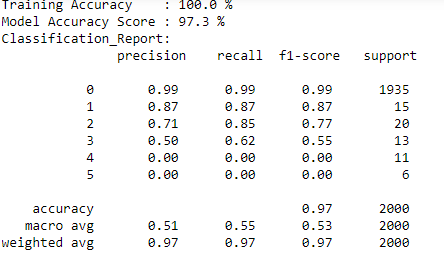 Training Accuracy : 100.0 %
Model Accuracy Score : 97.3 %
Classification_Report:
precision recall f1-score support
0 0.99 0.99 0.99 1935
1 0.87 0.87 0.87 15
2 0.71 0.85 0.77 20
3 0.50 0.62 0.55 13
4 0.00 0.00 0.00 11
5 0.00 0.00 0.00 6
accuracy 0.97 2000
macro avg 0.51 0.55 0.53 2000
weighted avg 0.97 0.97 0.97 2000